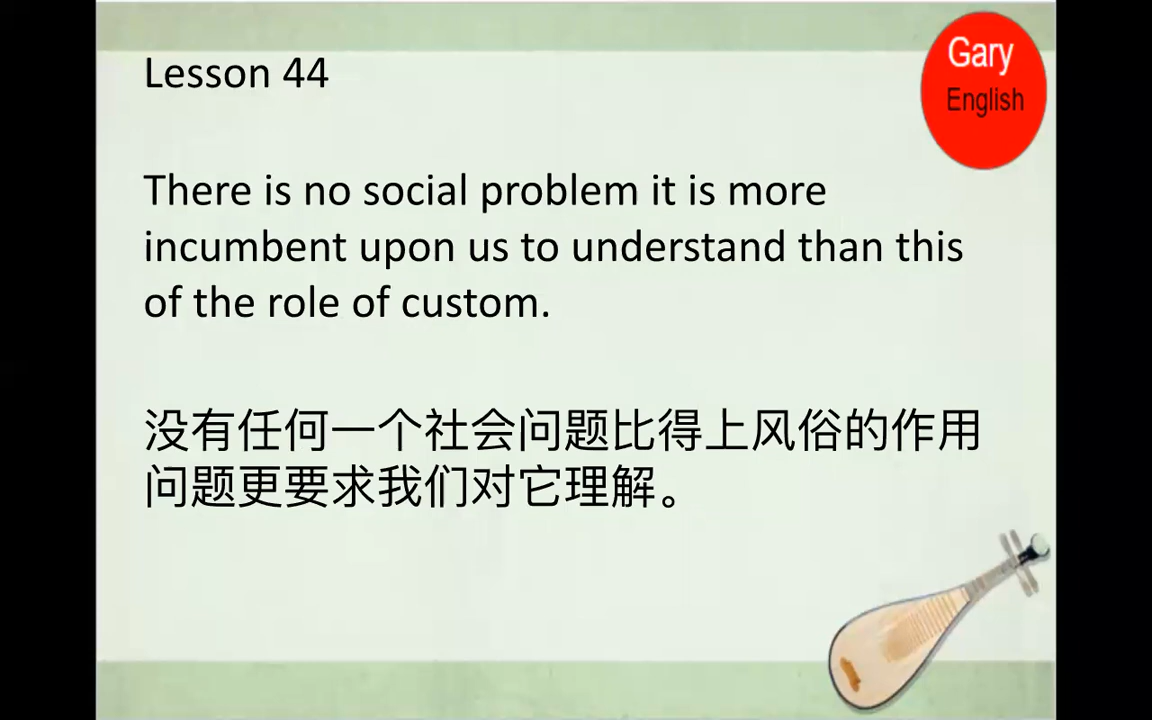 Lesson 44
Gary
English
There is no social problem it is more
incumbent upon us to understand than this
of the role of custom.
没有任何一个社会问题比得上风俗的作用
问题更要求我们对它理解。